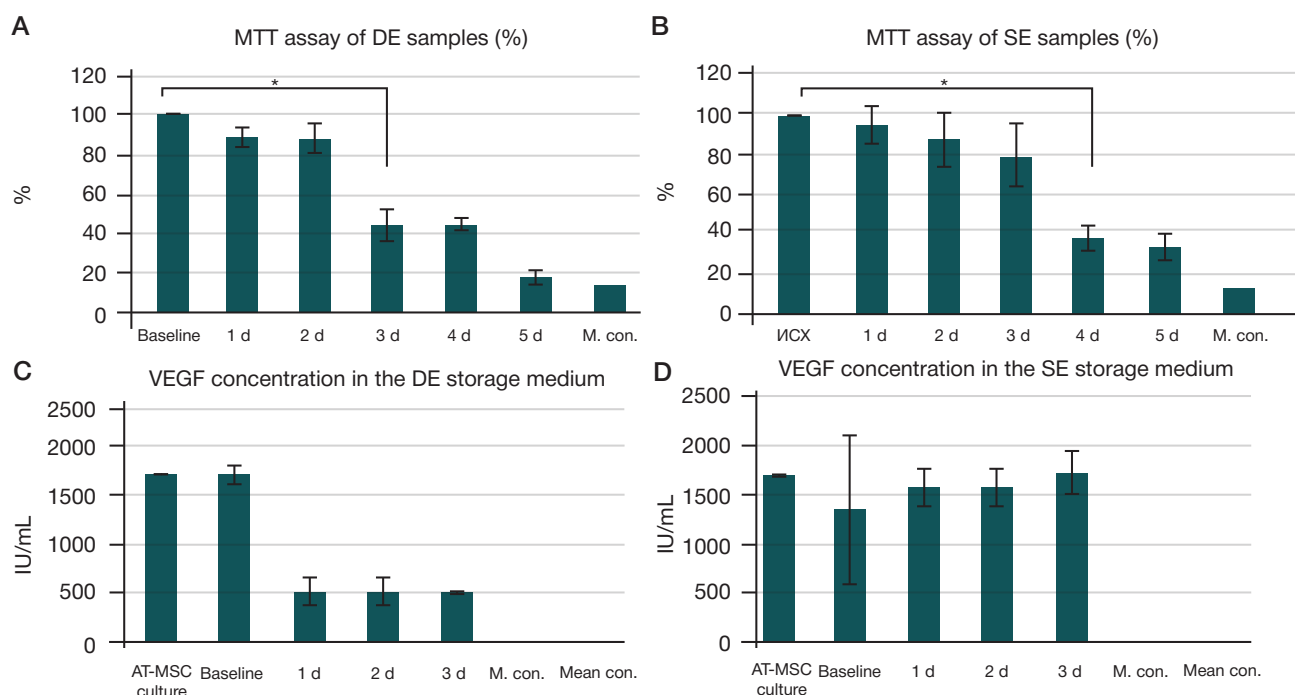 A
MTT assay of DE samples (%)
120
100
80
60
40
20
0
%
*
Baseline 1 d 2 d 3 d 4 d 5 d M. con.
B
MTT assay of SE samples (%)
120
100
80
60
40
20
0
%
*
ИСХ 1 d 2 d 3 d 4 d 5 d M. con.
C
VEGF concentration in the DE storage medium
2500
2000
1500
1000
500
0
IU/mL
AT-MSC Baseline 1 d 2 d 3 d M. con. Mean con.
culture
D
VEGF concentration in the SE storage medium
2500
2000
1500
1000
500
0
IU/mL
AT-MSC Baseline 1 d 2 d 3 d M. con. Mean con.
culture